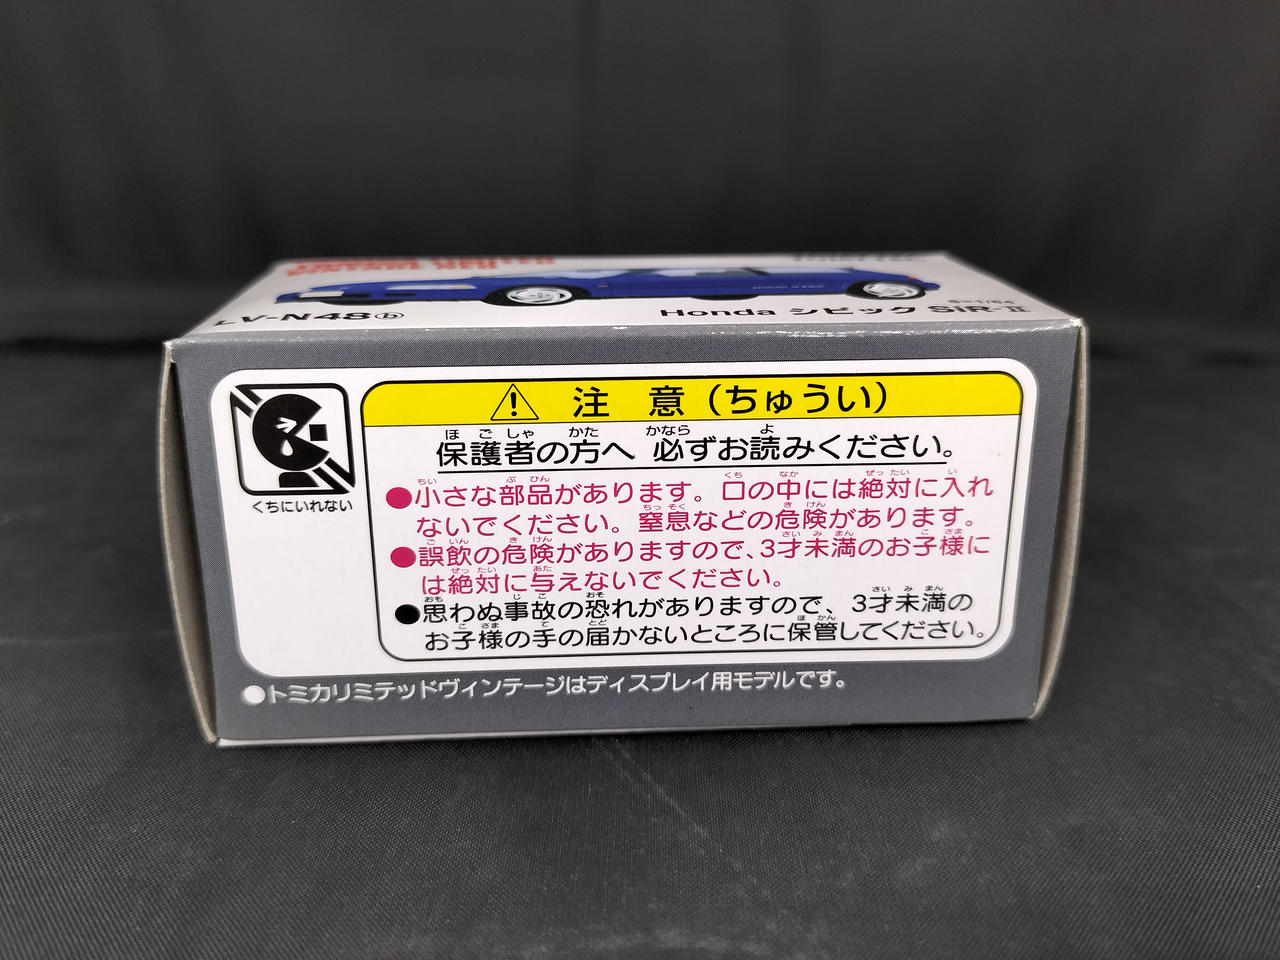 TOMICA LIMITED
VINTAGE NEO
LV-N48ⓑ
S=1/64
Honda シビック SiR-Ⅱ
くちにいれない
⚠ 注 意（ちゅうい）
保護者の方へ 必ずお読みください。
●小さな部品があります。口の中には絶対に入れ
ないでください。窒息などの危険があります。
●誤飲の危険がありますので、3才未満のお子様に
は絶対に与えないでください。
●思わぬ事故の恐れがありますので、3才未満の
お子様の手の届かないところに保管してください。
●トミカリミテッドヴィンテージはディスプレイ用モデルです。